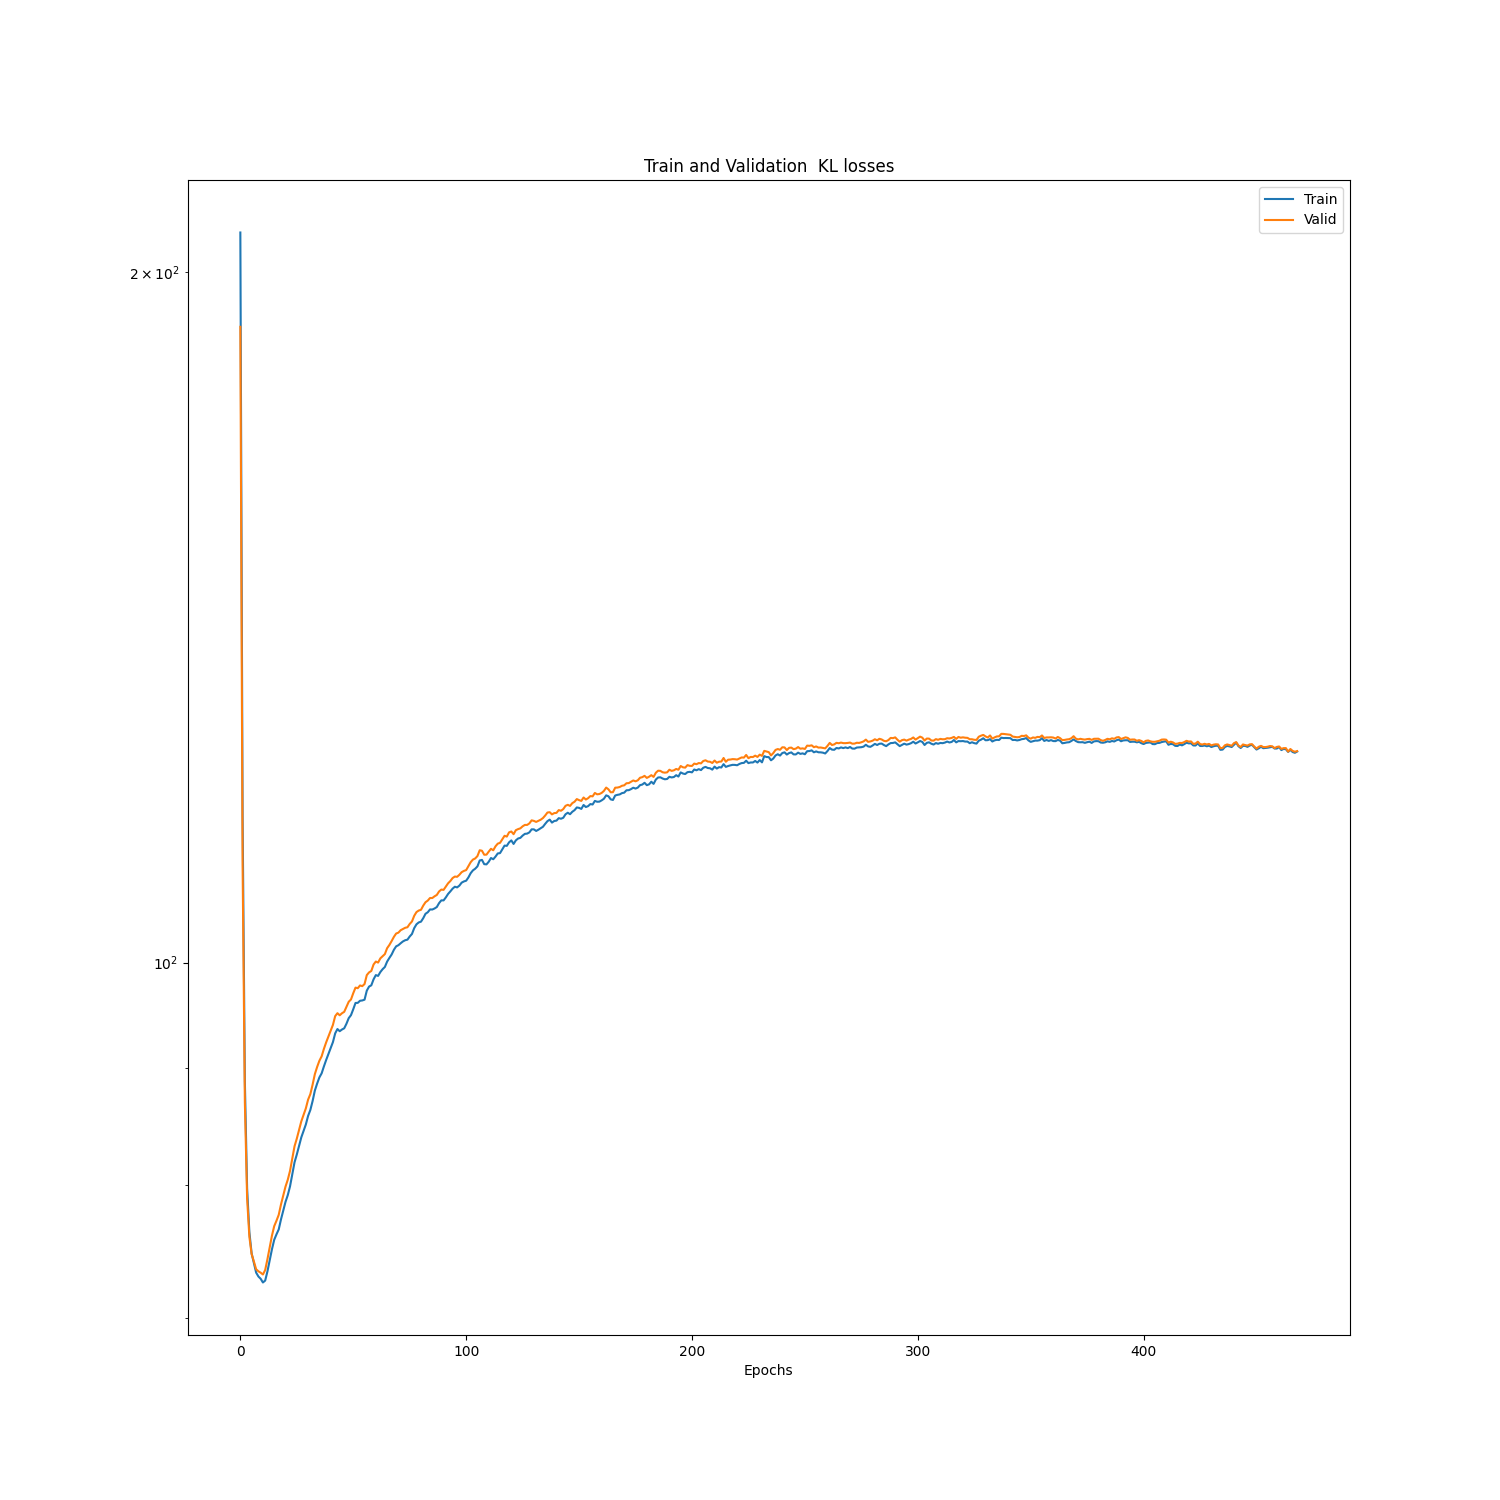 Train and Validation  KL losses
Train
Valid
2 × 10²
10²
0 100 200 300 400
Epochs